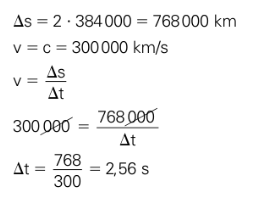 Δs = 2 · 384 000 = 768 000 km
v = c = 300 000 km/s
v = Δs/Δt
300 000 = 768 000/Δt
Δt = 768/300 = 2,56 s